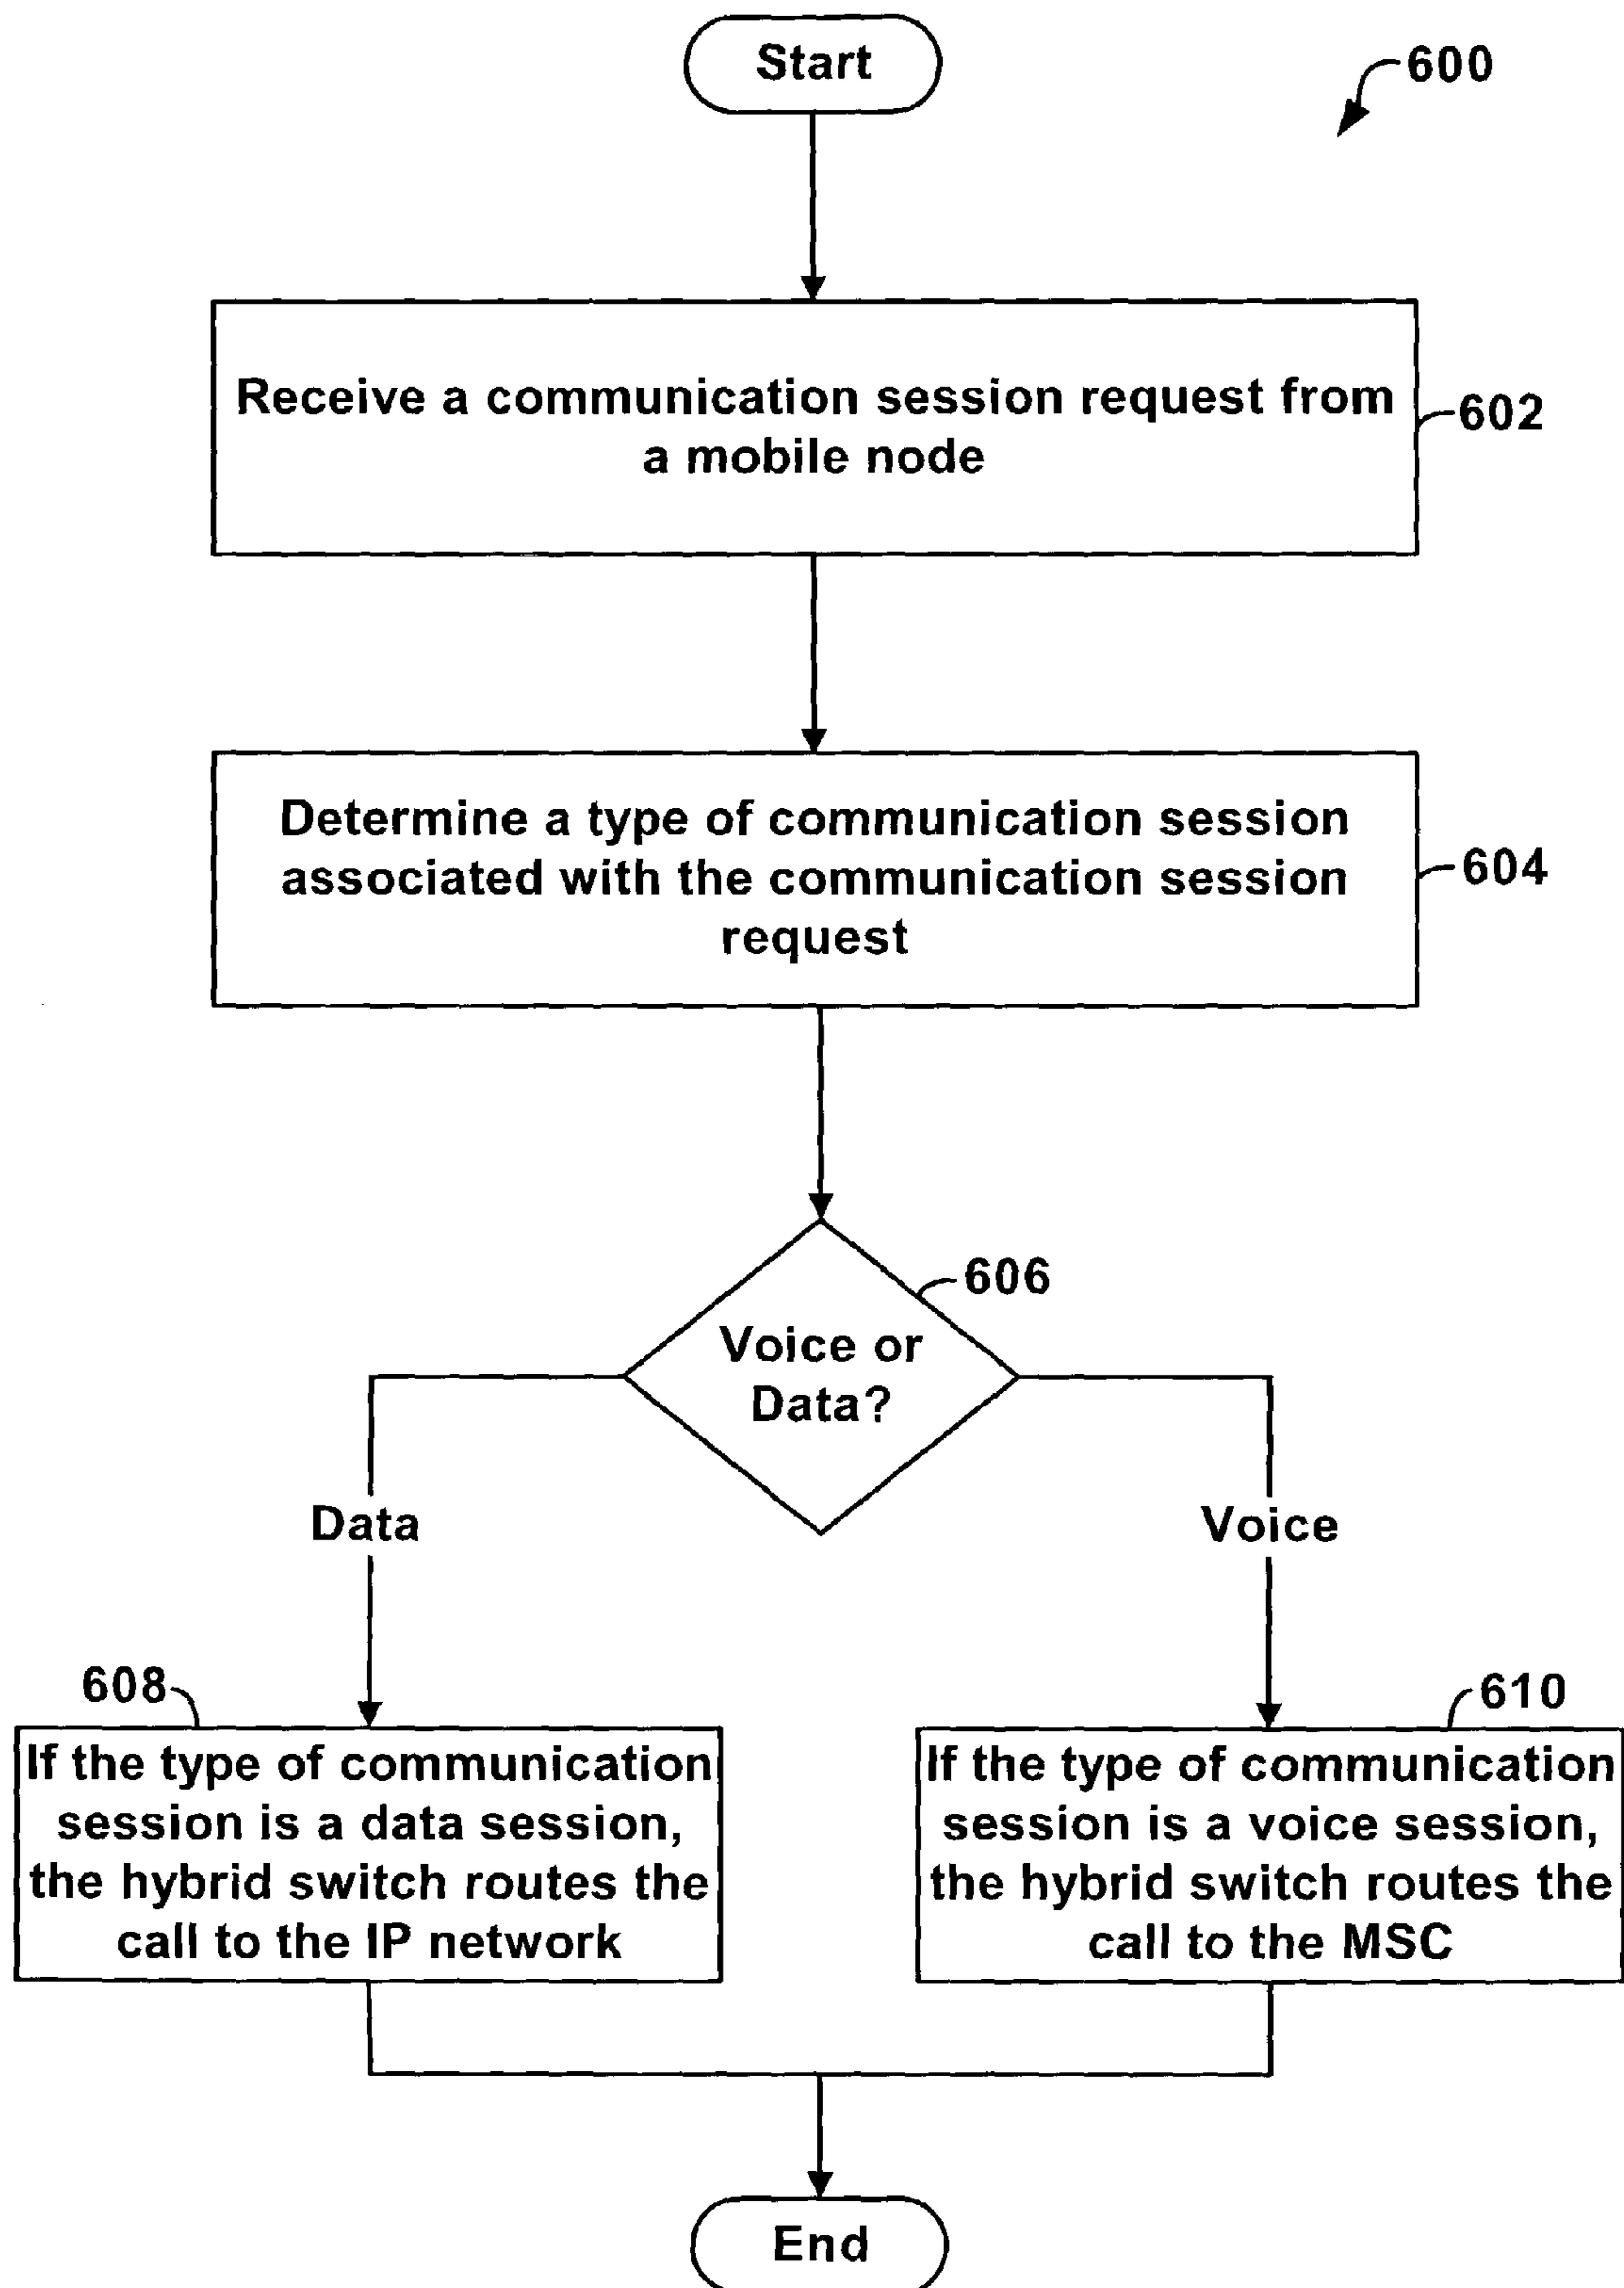 Start
600
Receive a communication session request from
a mobile node
602
Determine a type of communication session
associated with the communication session
request
604
606
Voice or
Data?
Data
Voice
608
If the type of communication
session is a data session,
the hybrid switch routes the
call to the IP network
610
If the type of communication
session is a voice session,
the hybrid switch routes the
call to the MSC
End